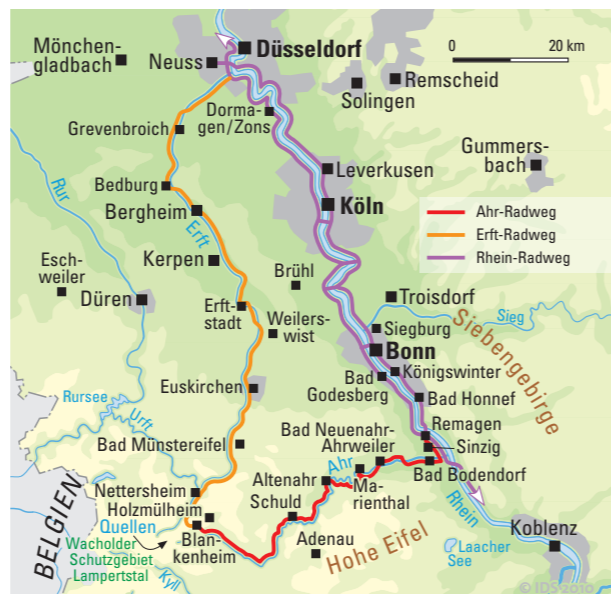 Mönchen-
gladbach
Düsseldorf
Neuss
0 20 km
Remscheid
Solingen
Dorma-
gen/Zons
Grevenbroich
Gummers-
bach
Leverkusen
Bedburg
Bergheim
Köln
Ahr-Radweg
Erft-Radweg
Rhein-Radweg
Rur
Erft
Esch-
weiler
Kerpen
Brühl
Düren
Erft-
stadt
Weilers-
wist
Troisdorf
Sieg
Siegburg
Siebengebirge
Bonn
Königswinter
Bad
Godesberg
Bad Honnef
Euskirchen
Rursee
Urft
Bad Münstereifel
Bad Neuenahr-
Ahrweiler
Remagen
Sinzig
Ahr
Bad Bodendorf
Altenahr
Ma-
rienthal
Nettersheim
Holzmülheim
Schuld
Rhein
Quellen
Blan-
kenheim
Adenau
Hohe Eifel
Koblenz
BELGIEN
Wacholder
Schutzgebiet
Lampertstal
Kyll
Laacher
See
© IDS 2010